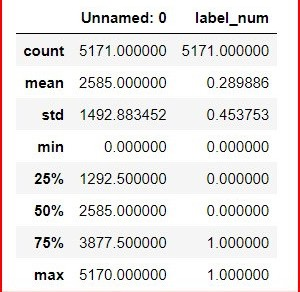 Unnamed: 0 label_num
count 5171.000000 5171.000000
mean 2585.000000 0.289886
std 1492.883452 0.453753
min 0.000000 0.000000
25% 1292.500000 0.000000
50% 2585.000000 0.000000
75% 3877.500000 1.000000
max 5170.000000 1.000000